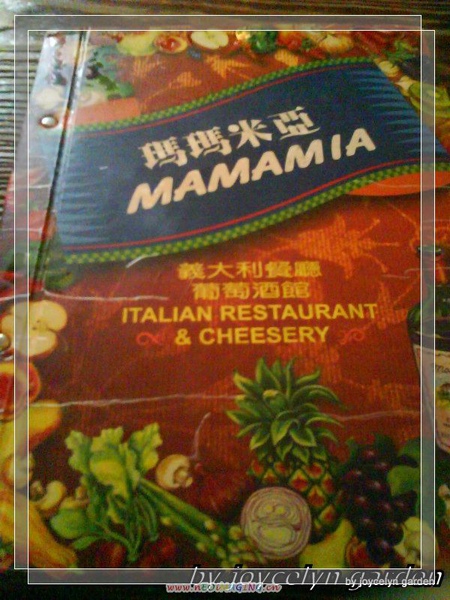 瑪瑪米亞
MAMAMIA
義大利餐廳
葡萄酒館
ITALIAN RESTAURANT
& CHEESERY
by joycelyn garden
by joycelyn garden